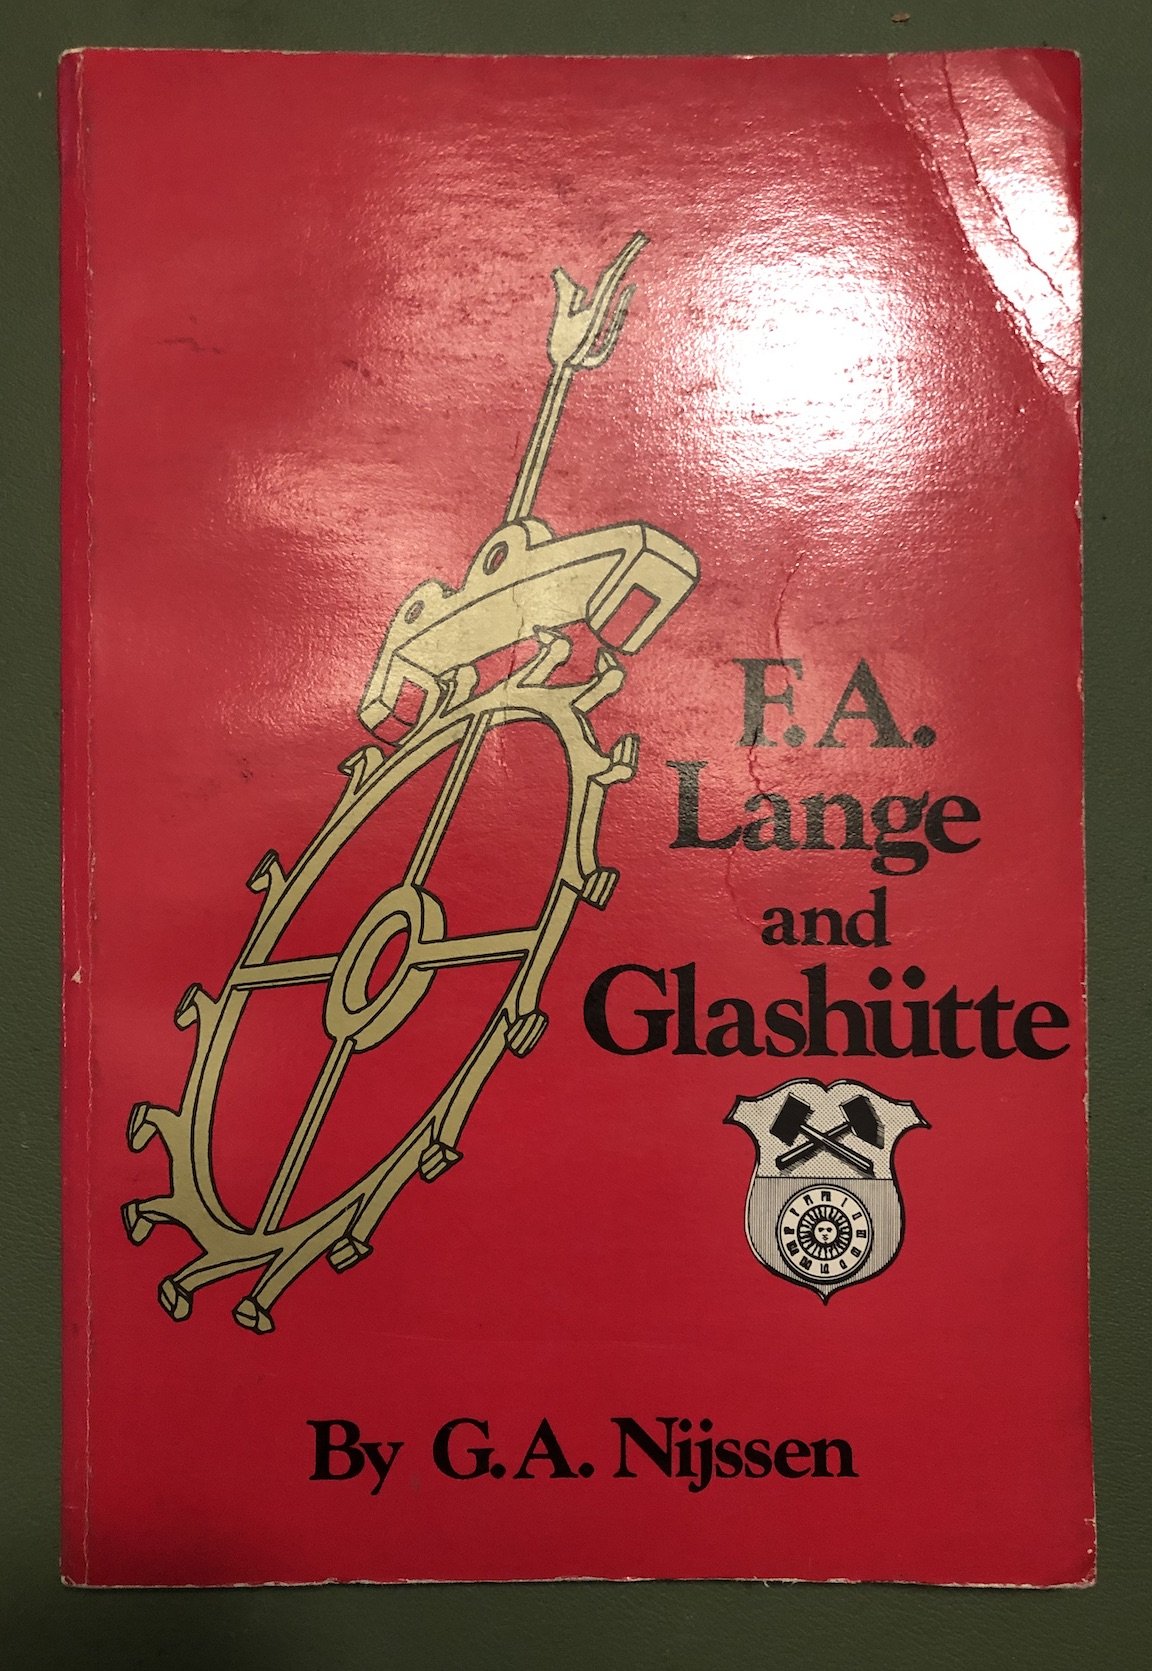 F.A.
Lange
and
Glashütte
By G.A. Nijssen